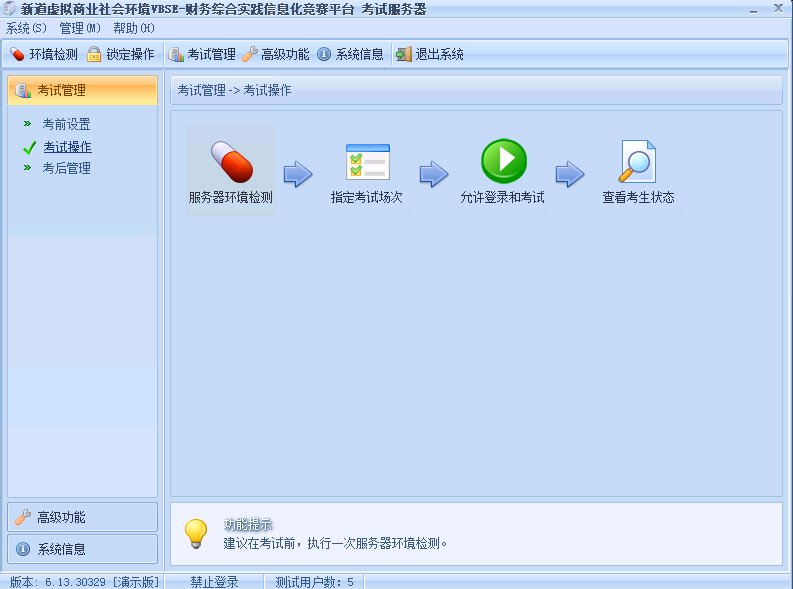 新道虚拟商业社会环境VBSE-财务综合实践信息化竞赛平台 考试服务器
系统(S) 管理(M) 帮助(H)
环境检测 锁定操作 考试管理 高级功能 系统信息 退出系统
考试管理
考前设置
考试操作
考后管理
考试管理 -> 考试操作
服务器环境检测 指定考试场次 允许登录和考试 查看考生状态
高级功能
系统信息
功能提示
建议在考试前，执行一次服务器环境检测。
版本: 6.13.30329 [演示版] 禁止登录 测试用户数: 5